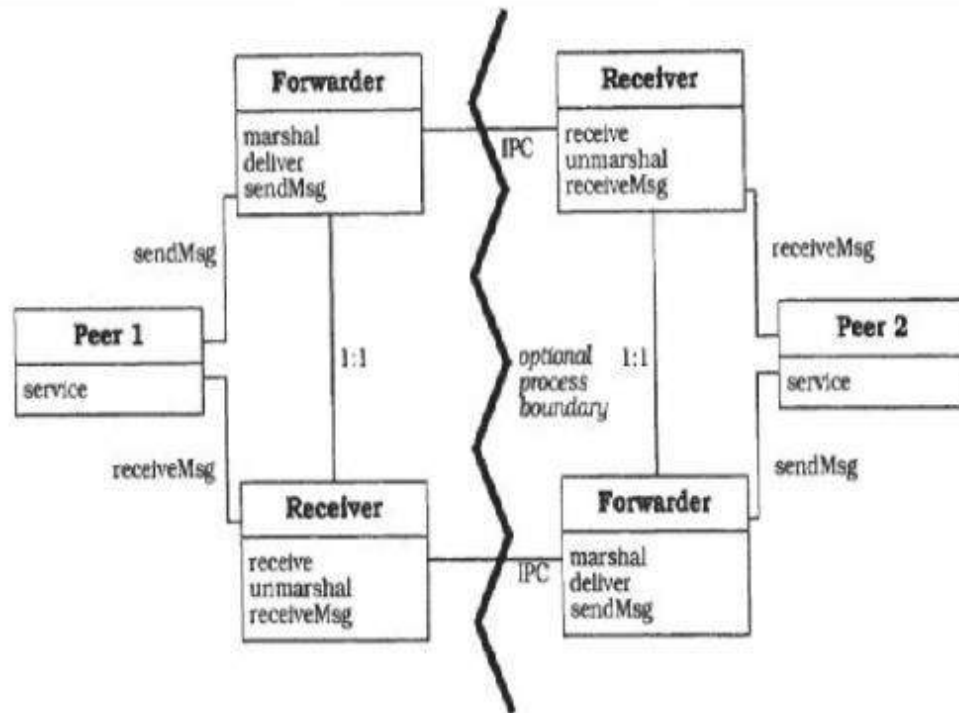 Forwarder
marshal
deliver
sendMsg
Receiver
receive
unmarshal
receiveMsg
IPC
sendMsg
receiveMsg
Peer 1
service
1:1
optional
process
boundary
1:1
Peer 2
service
receiveMsg
sendMsg
Receiver
receive
unmarshal
receiveMsg
IPC
Forwarder
marshal
deliver
sendMsg